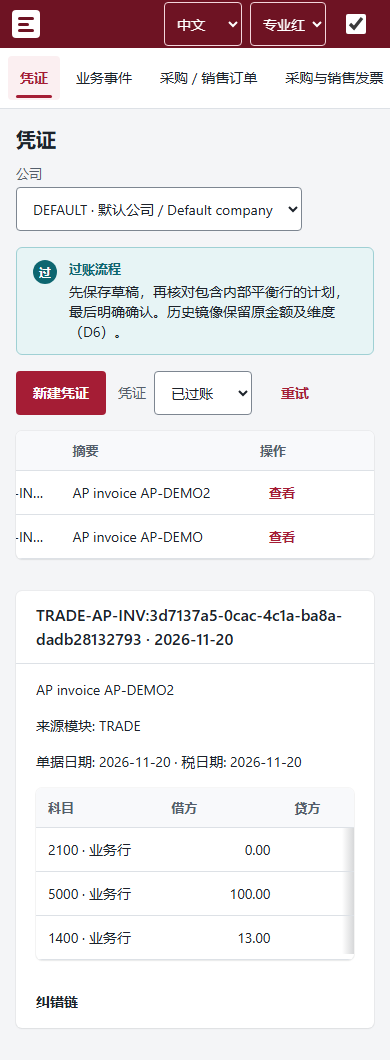 中文 专业红
凭证 业务事件 采购 / 销售订单 采购与销售发票
凭证
公司
DEFAULT · 默认公司 / Default company
过 过账流程
先保存草稿，再核对包含内部平衡行的计划，
最后明确确认。历史镜像保留原金额及维度
（D6）。
新建凭证 凭证 已过账 重试
摘要 操作
-IN... AP invoice AP-DEMO2 查看
-IN... AP invoice AP-DEMO 查看
TRADE-AP-INV:3d7137a5-0cac-4c1a-ba8a-
dadb28132793 · 2026-11-20
AP invoice AP-DEMO2
来源模块: TRADE
单据日期: 2026-11-20 · 税日期: 2026-11-20
科目 借方 贷方
2100 · 业务行 0.00
5000 · 业务行 100.00
1400 · 业务行 13.00
纠错链